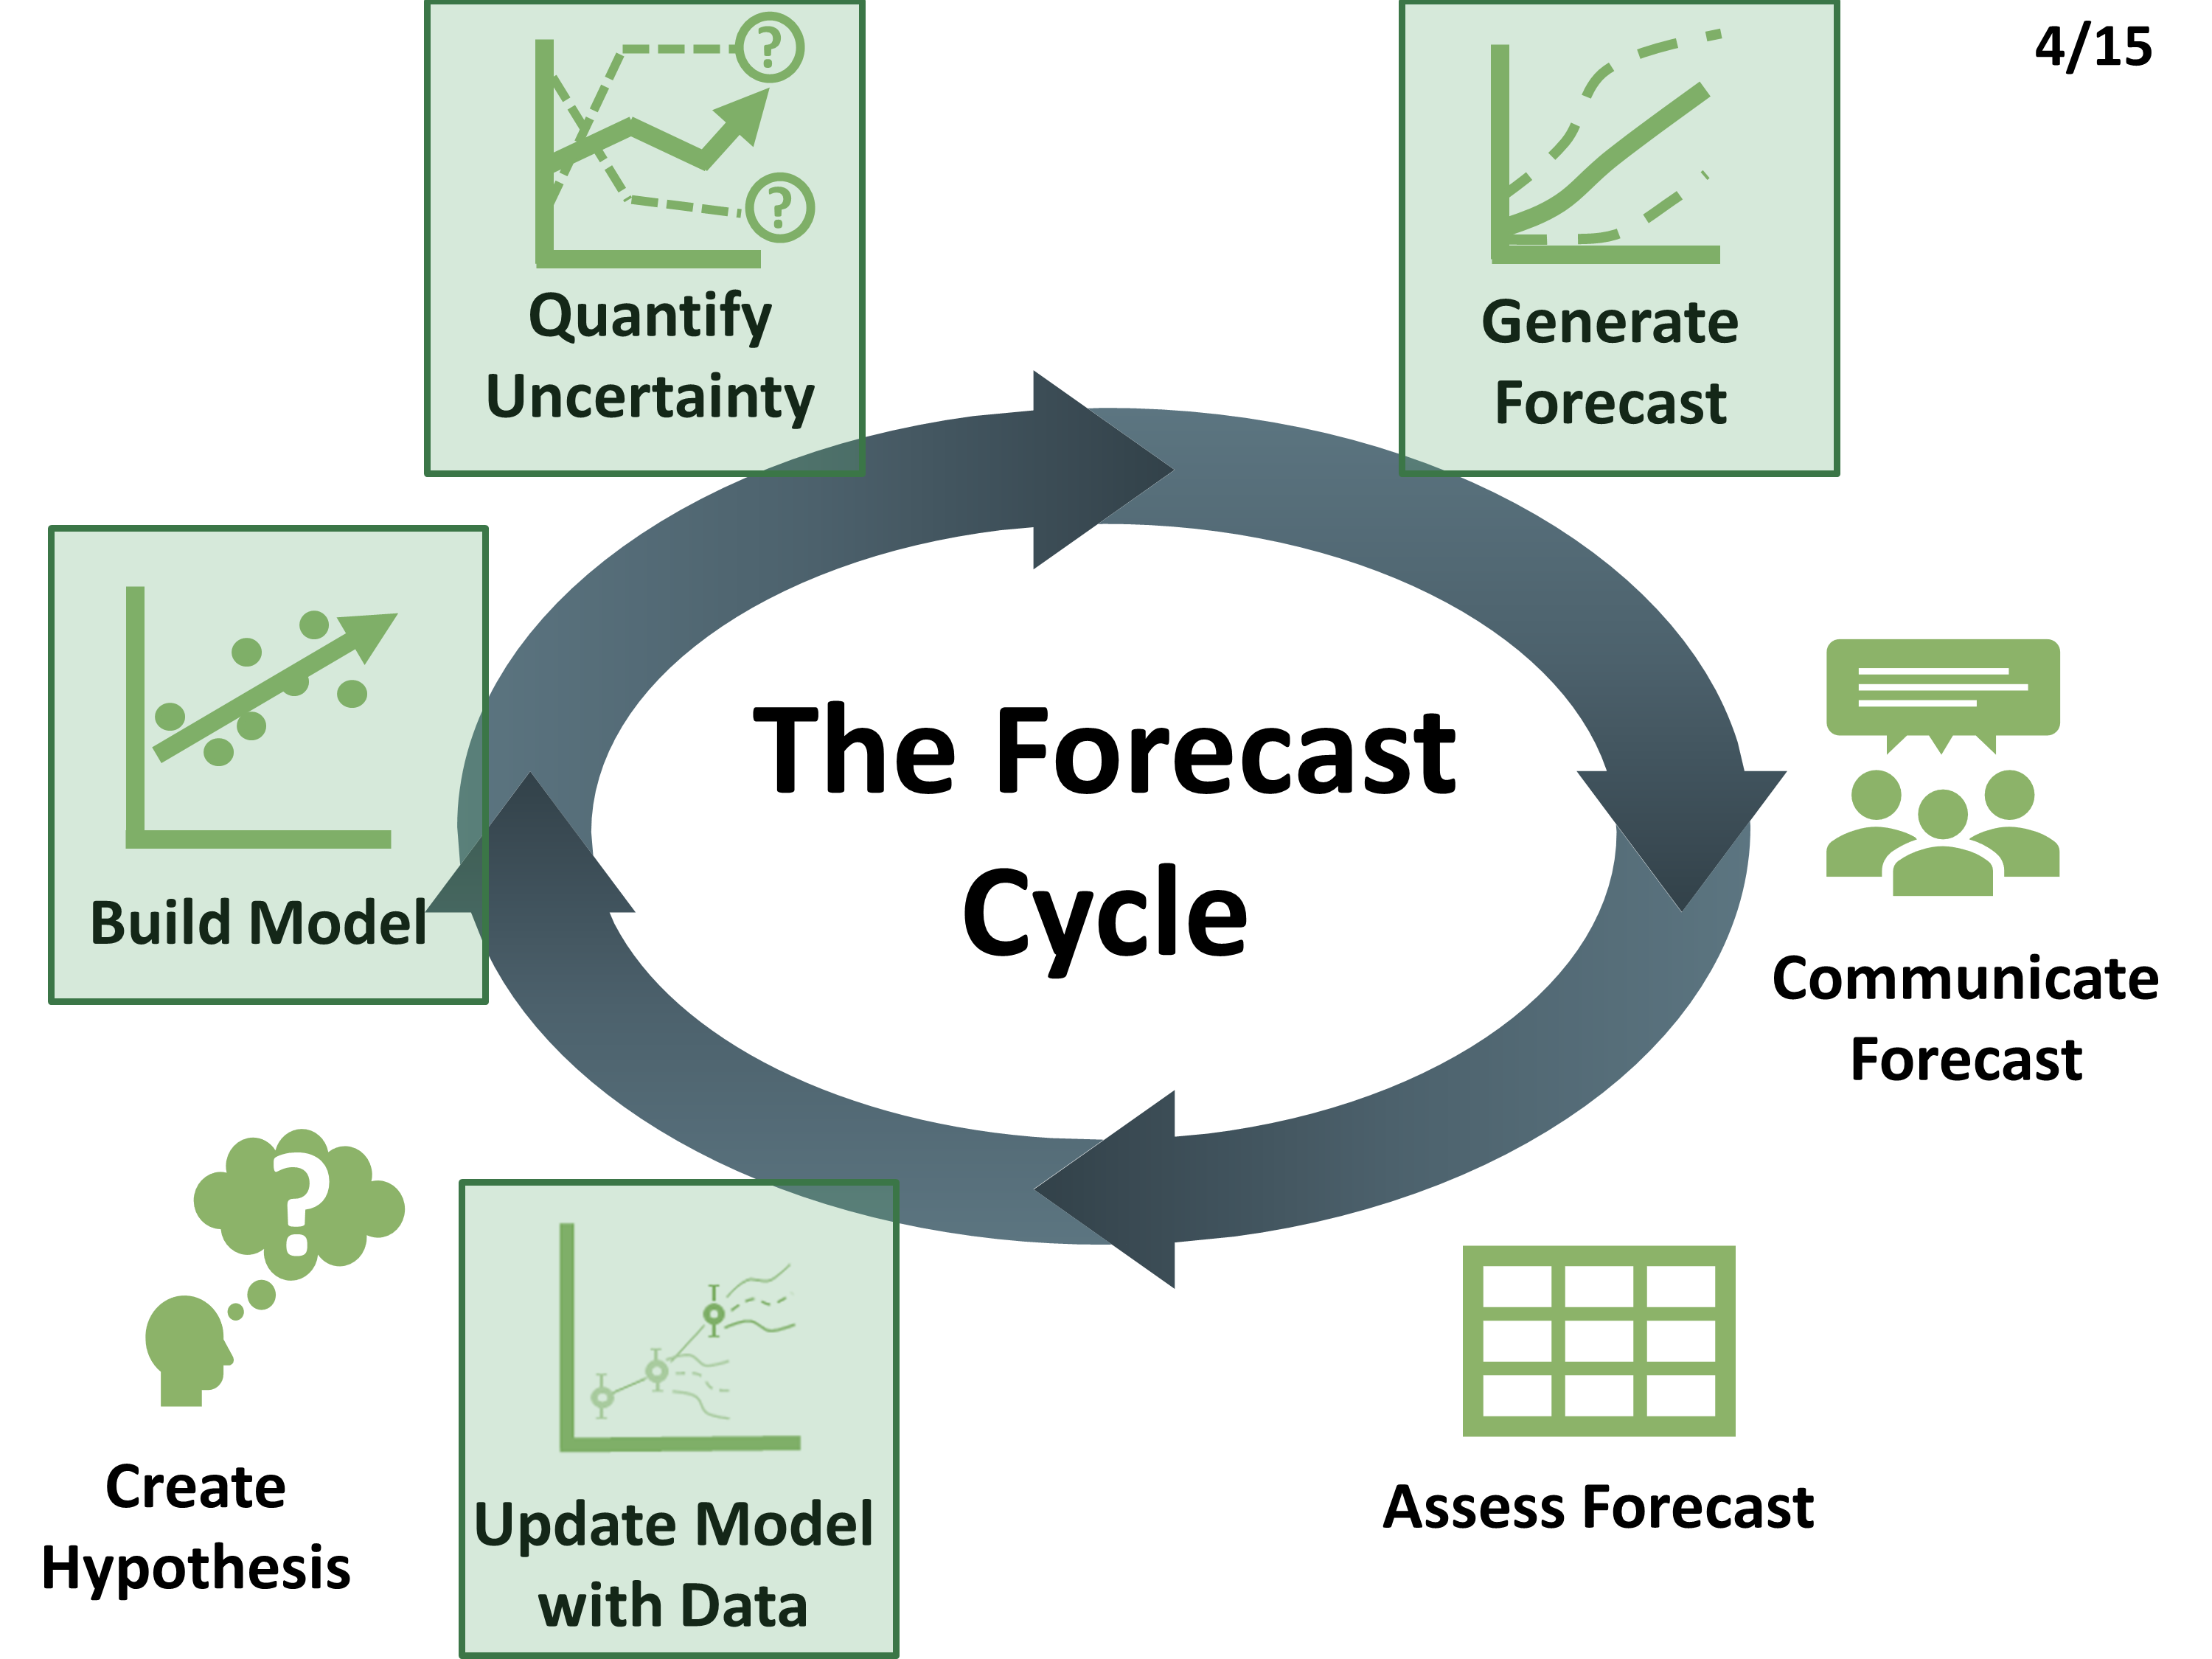 4/15
Quantify
Uncertainty
Generate
Forecast
Build Model
The Forecast
Cycle
Communicate
Forecast
Create
Hypothesis
Update Model
with Data
Assess Forecast
?
?
?